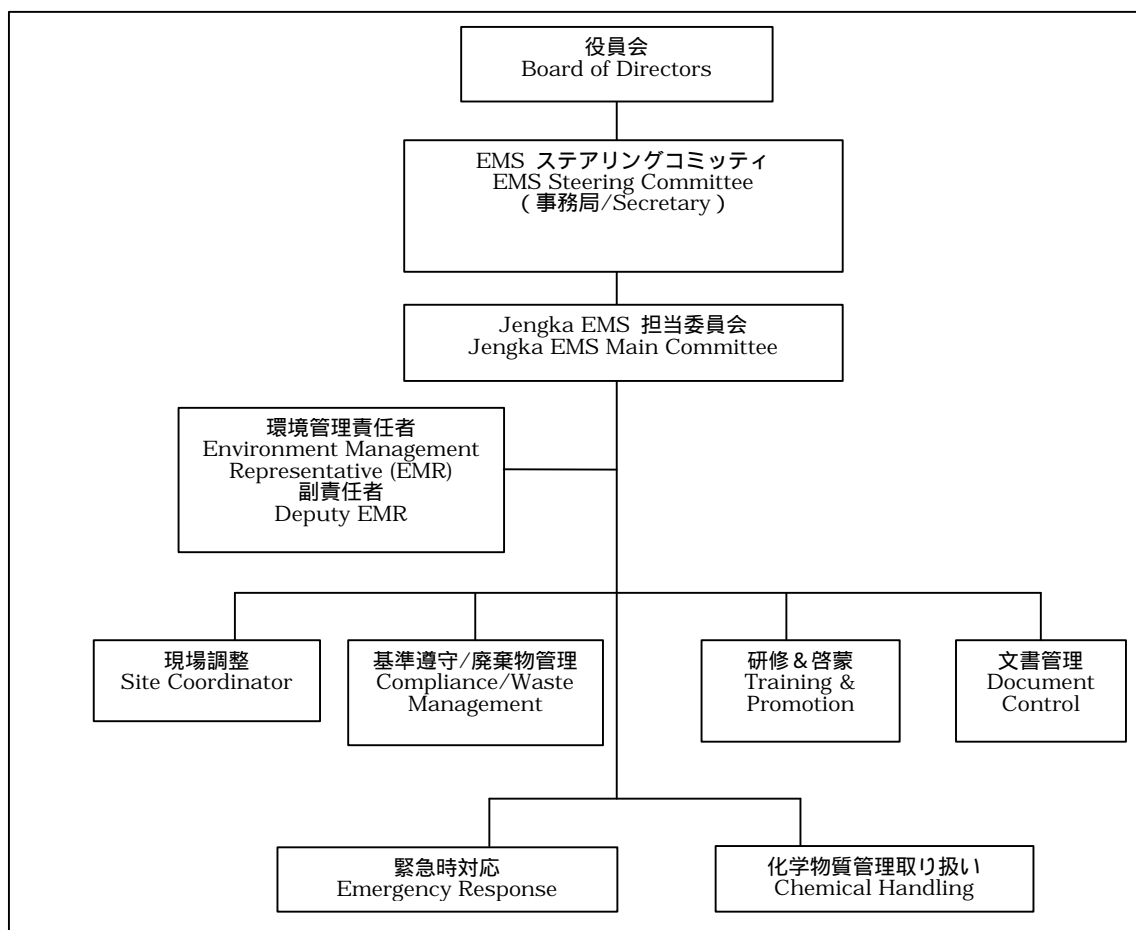 役員会
Board of Directors
EMS ステアリングコミッティ
EMS Steering Committee
( 事務局/Secretary )
Jengka EMS 担当委員会
Jengka EMS Main Committee
環境管理責任者
Environment Management
Representative (EMR)
副責任者
Deputy EMR
現場調整
Site Coordinator
基準遵守/廃棄物管理
Compliance/Waste
Management
研修＆啓蒙
Training &
Promotion
文書管理
Document
Control
緊急時対応
Emergency Response
化学物質管理取り扱い
Chemical Handling